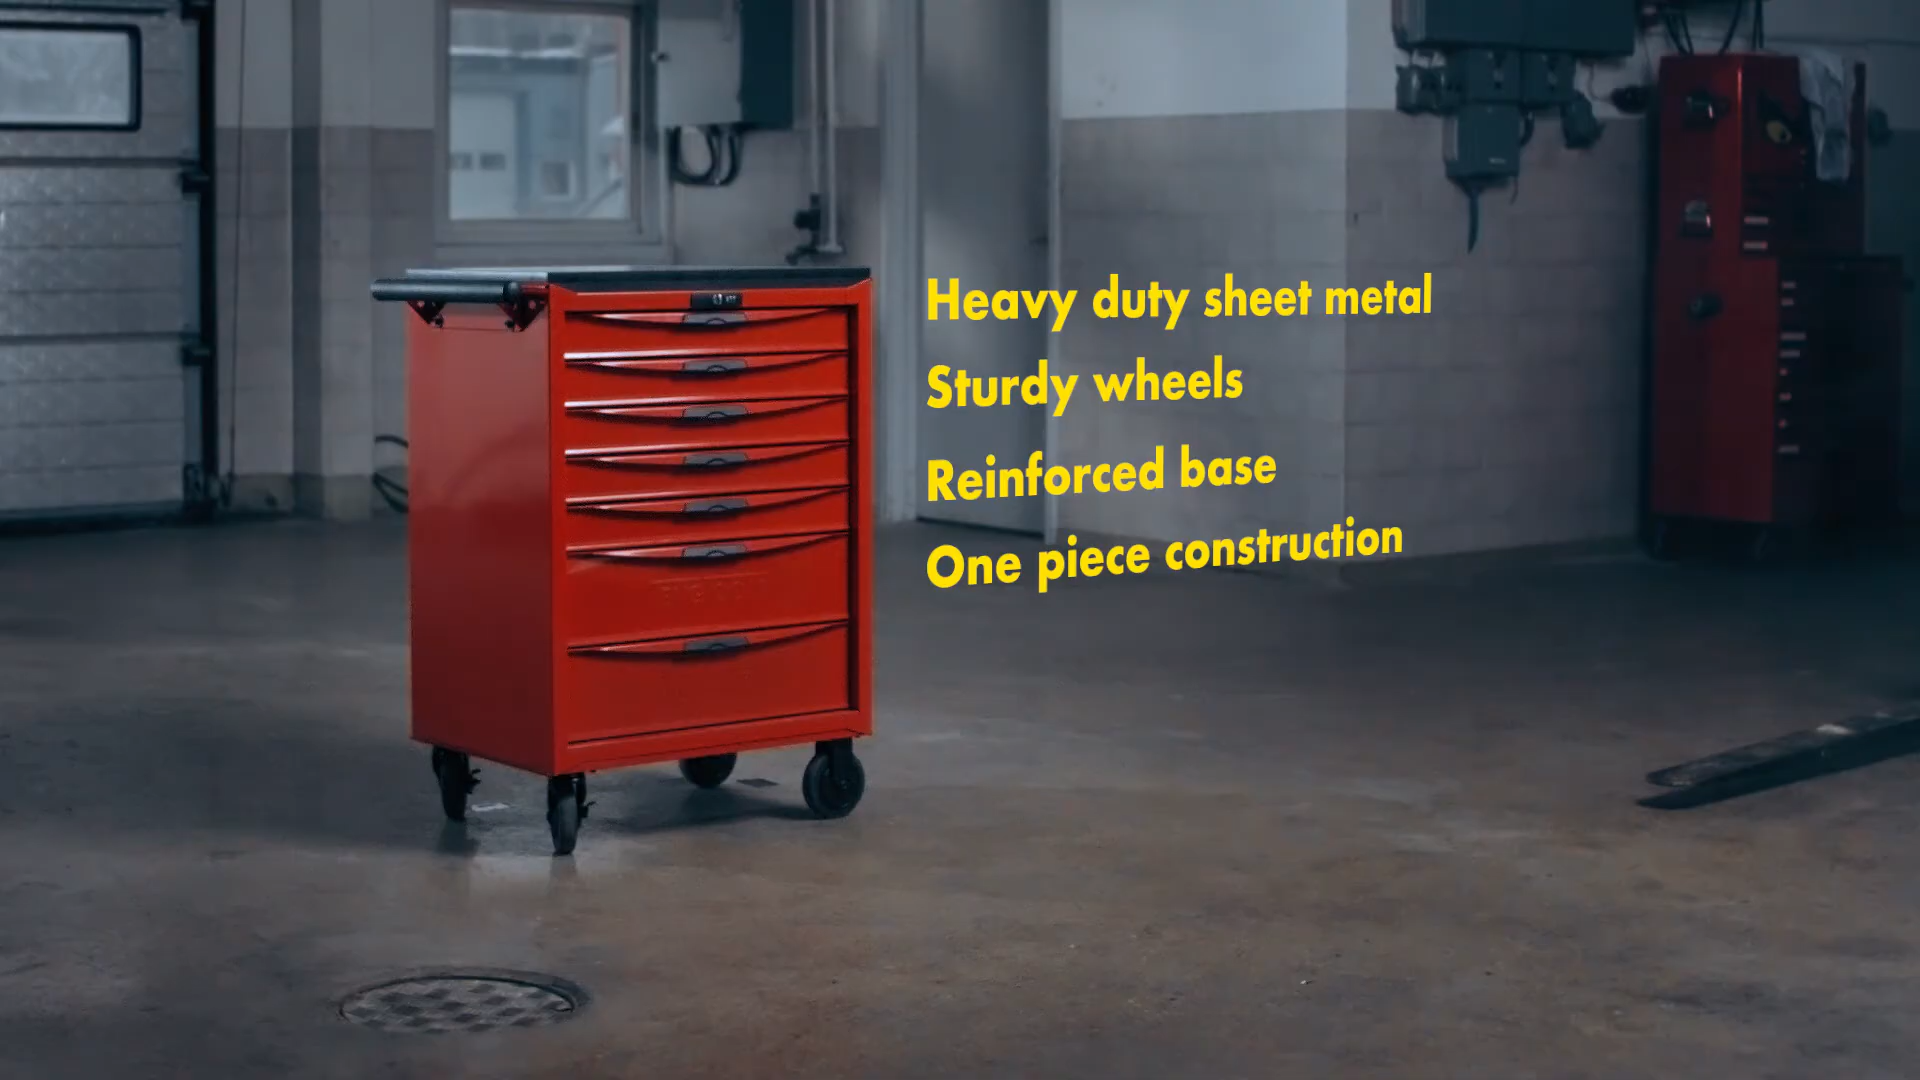 Heavy duty sheet metal
Sturdy wheels
Reinforced base
One piece construction